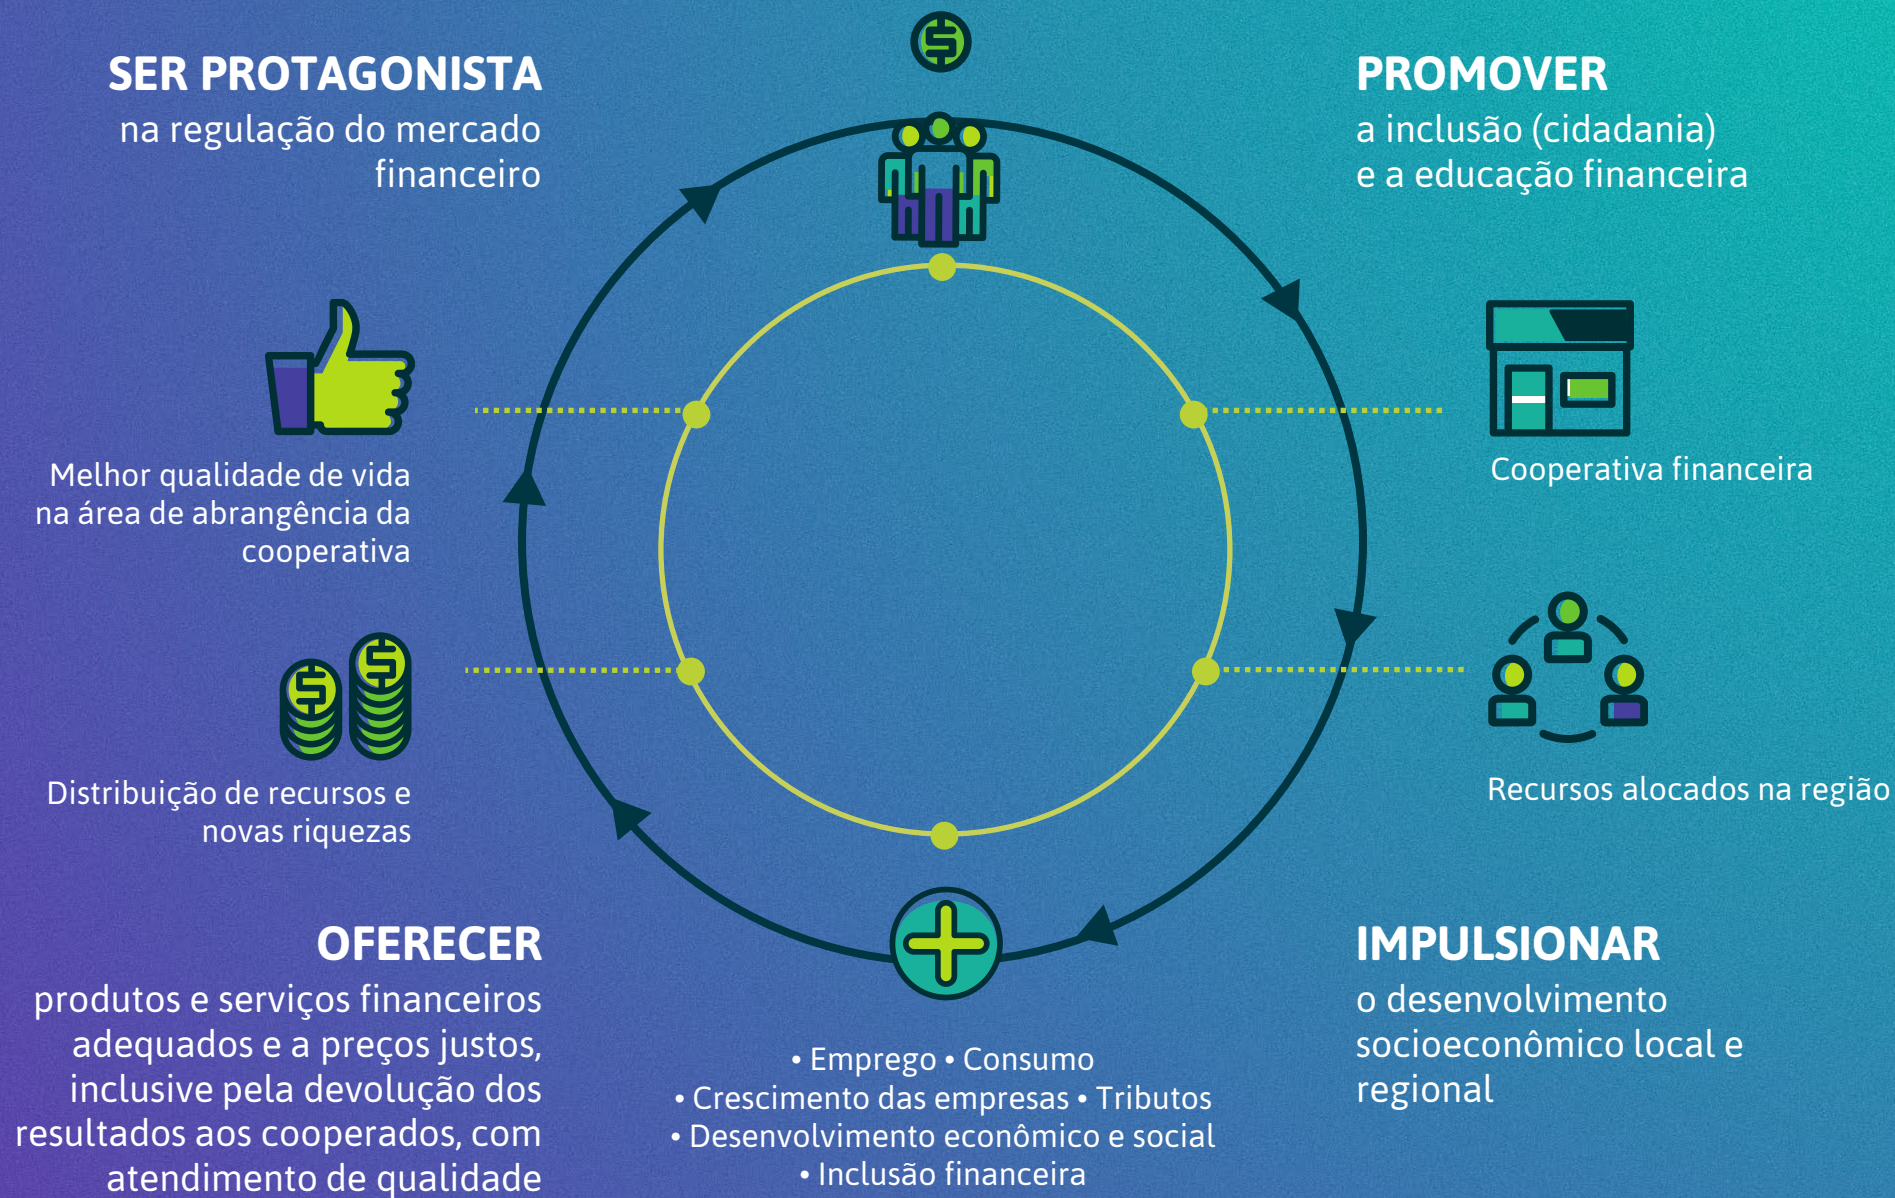 SER PROTAGONISTA
na regulação do mercado
financeiro
PROMOVER
a inclusão (cidadania)
e a educação financeira
Melhor qualidade de vida
na área de abrangência da
cooperativa
Cooperativa financeira
Distribuição de recursos e
novas riquezas
Recursos alocados na região
OFERECER
produtos e serviços financeiros
adequados e a preços justos,
inclusive pela devolução dos
resultados aos cooperados, com
atendimento de qualidade
• Emprego • Consumo
• Crescimento das empresas • Tributos
• Desenvolvimento econômico e social
• Inclusão financeira
IMPULSIONAR
o desenvolvimento
socioeconômico local e
regional